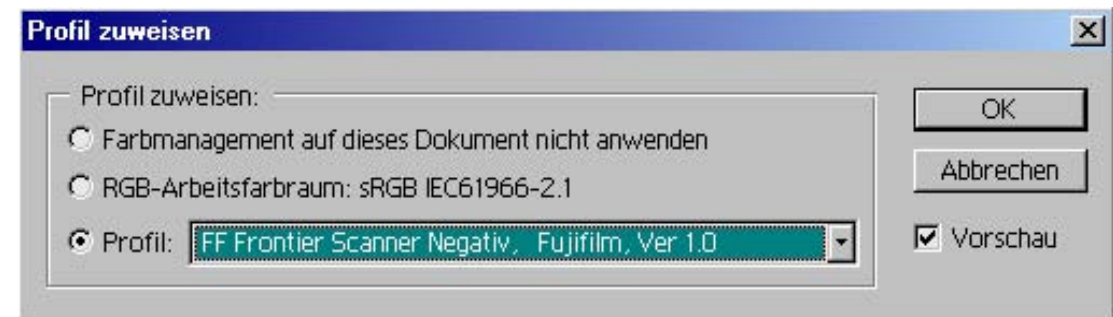 Profil zuweisen
Profil zuweisen:
Farbmanagement auf dieses Dokument nicht anwenden
RGB-Arbeitsfarbraum: sRGB IEC61966-2.1
Profil: FF Frontier Scanner Negativ, Fujifilm, Ver 1.0
OK
Abbrechen
Vorschau